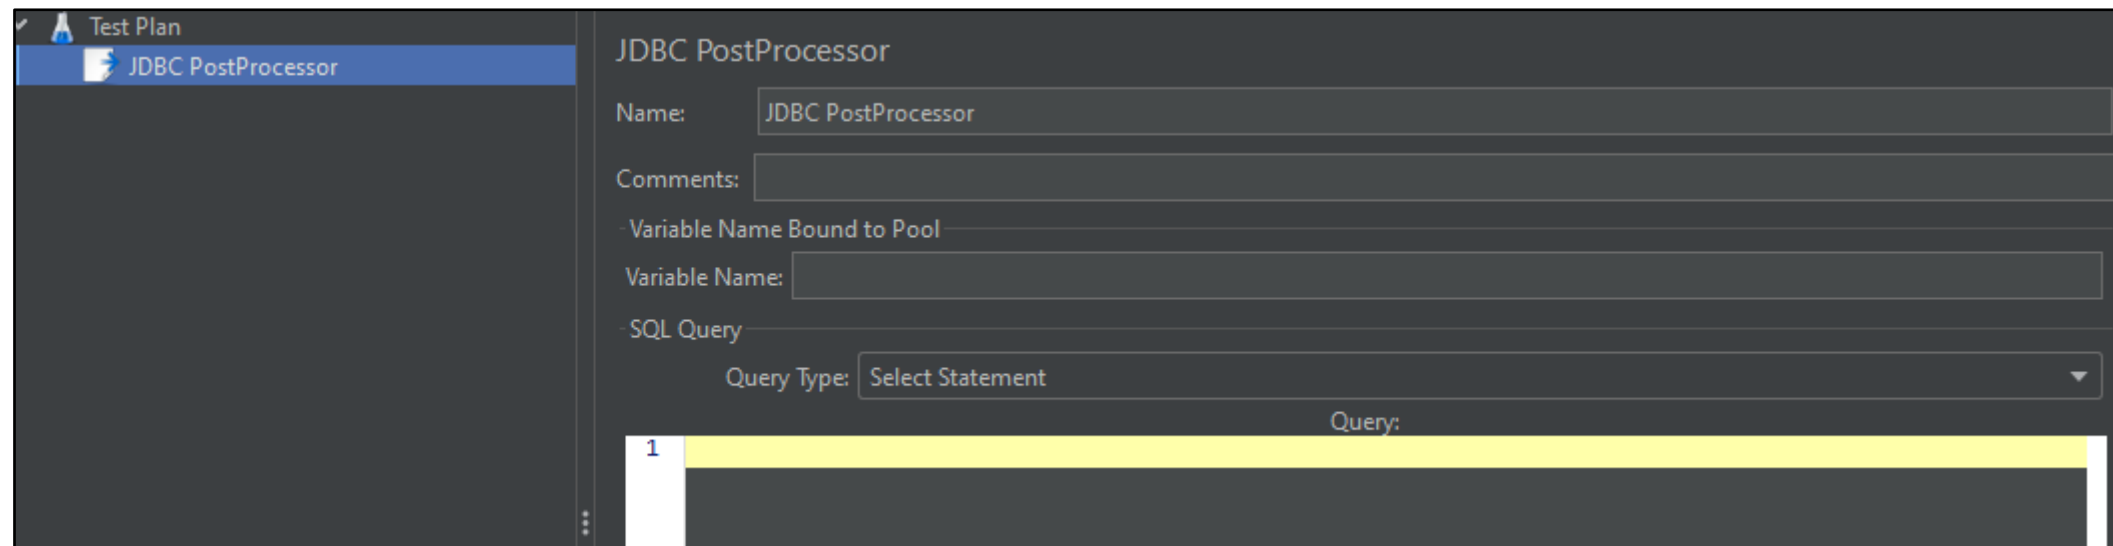 Test Plan
JDBC PostProcessor
JDBC PostProcessor
Name: JDBC PostProcessor
Comments:
Variable Name Bound to Pool
Variable Name:
SQL Query
Query Type: Select Statement
Query:
1